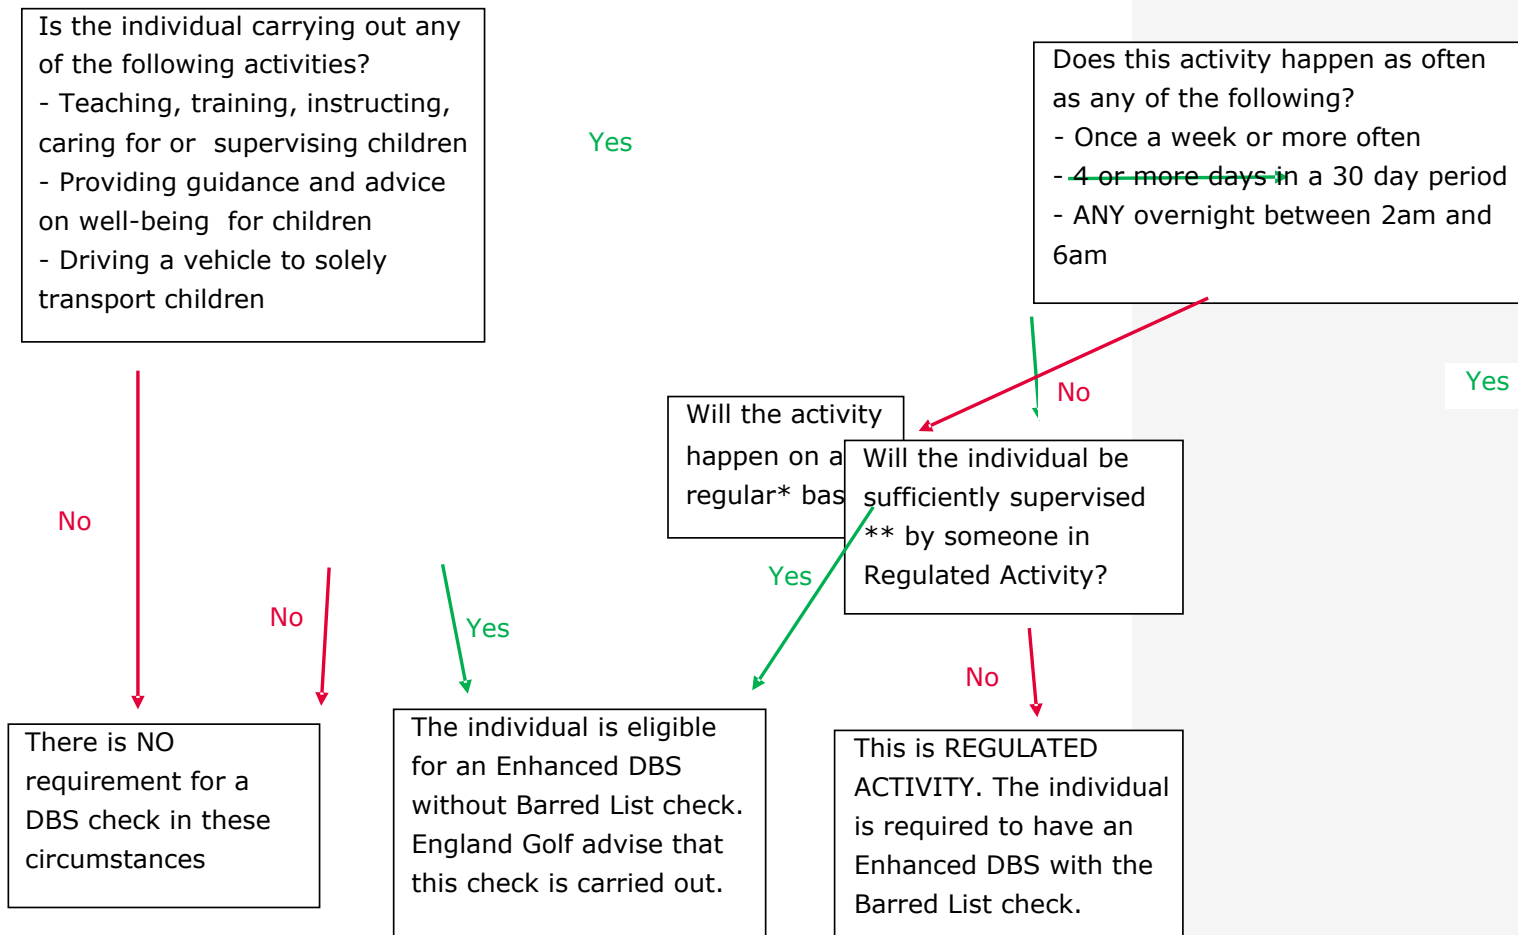 Is the individual carrying out any
of the following activities?
- Teaching, training, instructing,
caring for or supervising children
- Providing guidance and advice
on well-being for children
- Driving a vehicle to solely
transport children
Yes
Does this activity happen as often
as any of the following?
- Once a week or more often
- 4 or more days in a 30 day period
- ANY overnight between 2am and
6am
No
Yes
Will the activity
happen on a
regular* bas
Will the individual be
sufficiently supervised
** by someone in
Regulated Activity?
No
Yes
No
Yes
No
There is NO
requirement for a
DBS check in these
circumstances
The individual is eligible
for an Enhanced DBS
without Barred List check.
England Golf advise that
this check is carried out.
This is REGULATED
ACTIVITY. The individual
is required to have an
Enhanced DBS with the
Barred List check.